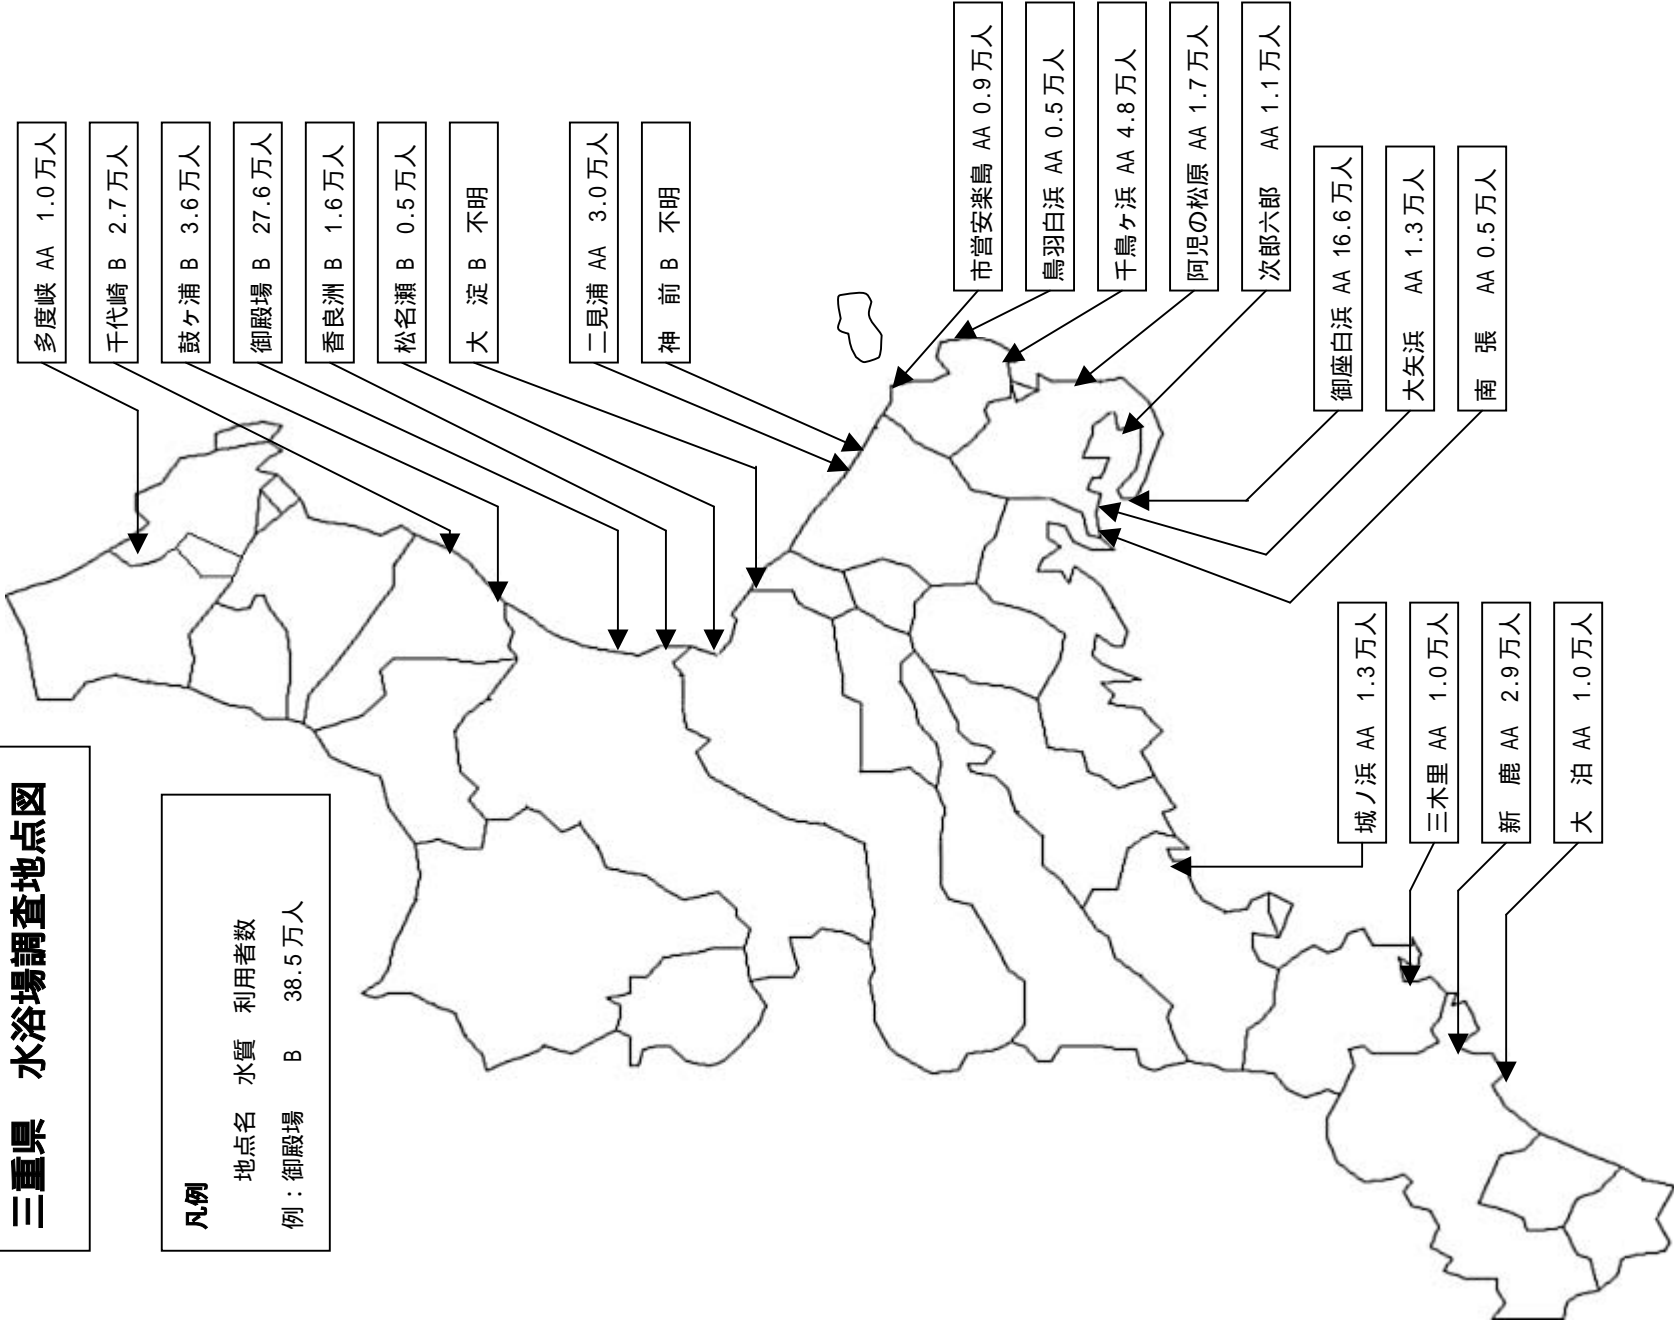 三重県　水浴場調査地点図
凡例
地点名　水質　利用者数
例：御殿場　B　38.5万人
多度峡 AA 1.0万人
千代崎 B 2.7万人
鼓ケ浦 B 3.6万人
御殿場 B 27.6万人
香良洲 B 1.6万人
松名瀬 B 0.5万人
大　淀 B 不明
二見浦 AA 3.0万人
神　前 B 不明
市営安楽島 AA 0.9万人
鳥羽白浜 AA 0.5万人
千鳥ヶ浜 AA 4.8万人
阿児の松原 AA 1.7万人
次郎六郎　AA 1.1万人
御座白浜 AA 16.6万人
大矢浜　AA 1.3万人
南　張　AA 0.5万人
城ノ浜 AA 1.3万人
三木里 AA 1.0万人
新　鹿 AA 2.9万人
大　泊 AA 1.0万人